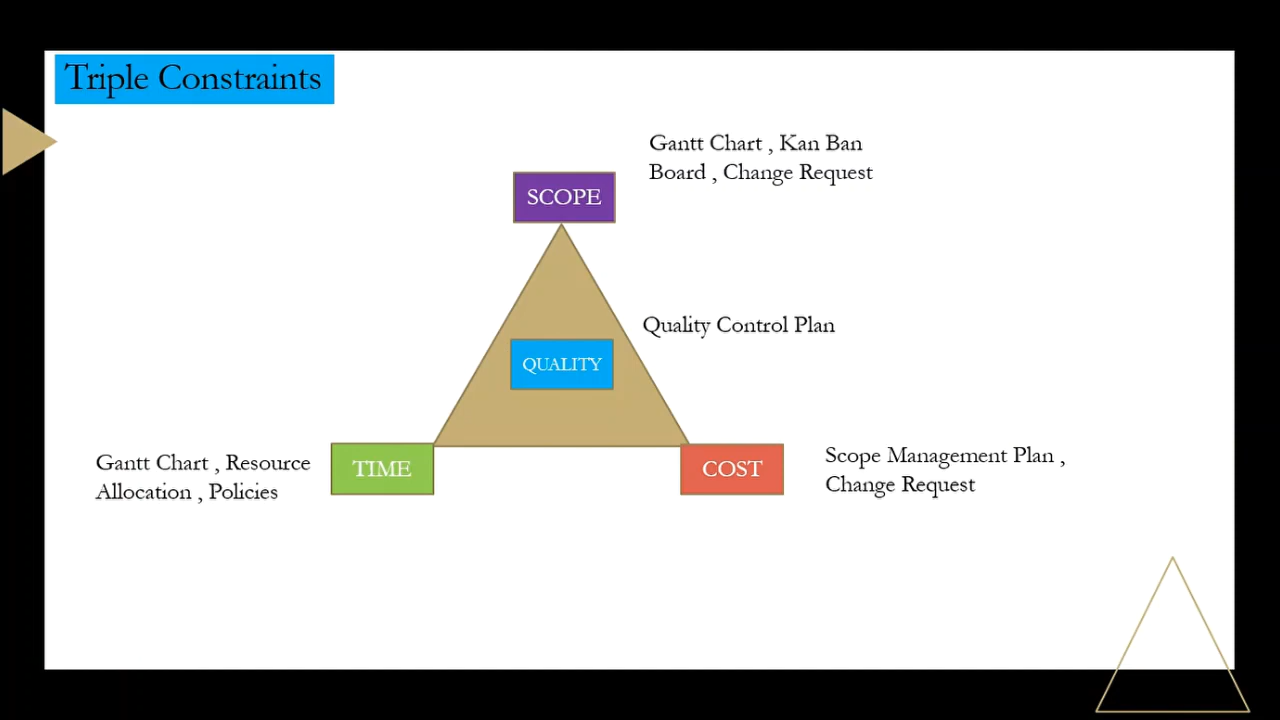 Triple Constraints
Gantt Chart , Kan Ban
Board , Change Request
SCOPE
Quality Control Plan
QUALITY
Gantt Chart , Resource
Allocation , Policies
TIME
COST
Scope Management Plan ,
Change Request